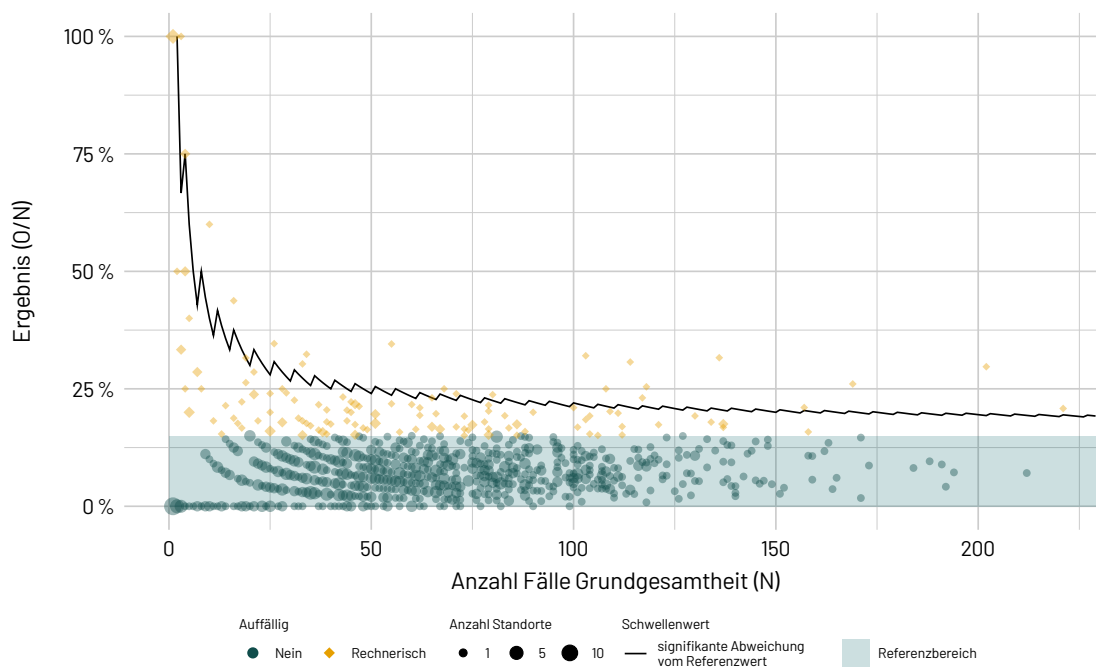 100 %
75 %
50 %
25 %
0 %
Ergebnis (O/N)
0
50
100
150
200
Anzahl Fälle Grundgesamtheit (N)
Auffällig
Nein
Rechnerisch
Anzahl Standorte
1
5
10
Schwellenwert
signifikante Abweichung
vom Referenzwert
Referenzbereich